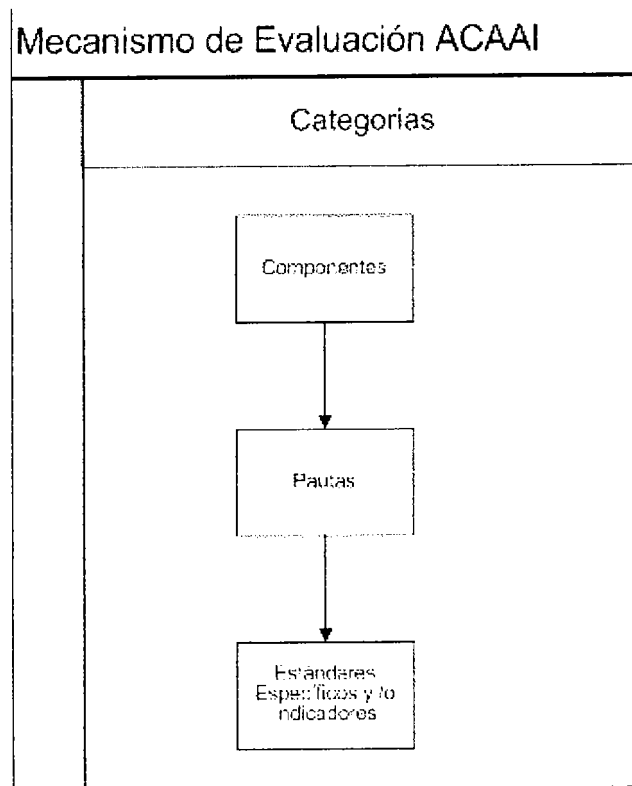 Mecanismo de Evaluación ACAAI
Categorias
Componentes
Pautas
Estándares
Específicos y /o
Indicadores